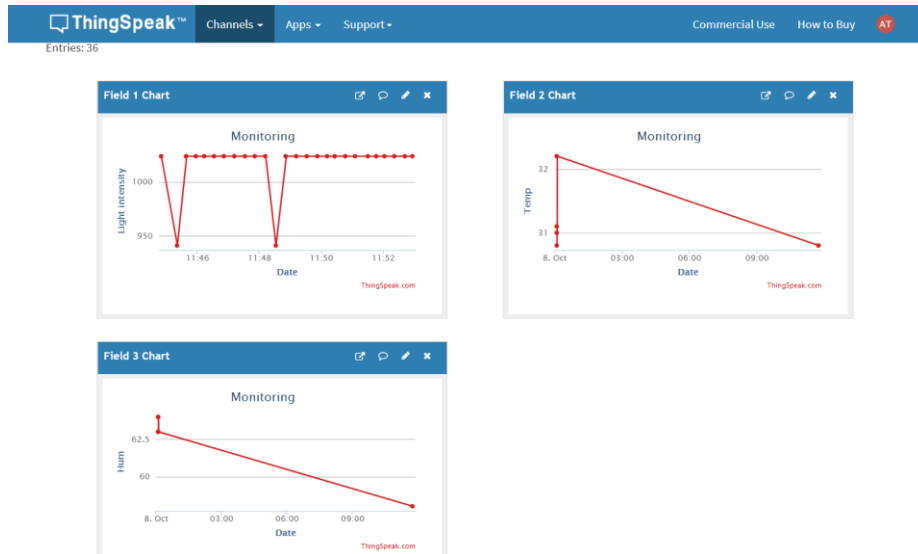 ThingSpeak™ Channels Apps Support Commercial Use How to Buy AT
Entries: 36
Field 1 Chart
Monitoring
Light intensity
1000
950
11:46 11:48 11:50 11:52
Date
ThingSpeak.com
Field 2 Chart
Monitoring
Temp
32
31
8. Oct 03:00 06:00 09:00
Date
ThingSpeak.com
Field 3 Chart
Monitoring
Hum
62.5
60
8. Oct 03:00 06:00 09:00
Date
ThingSpeak.com